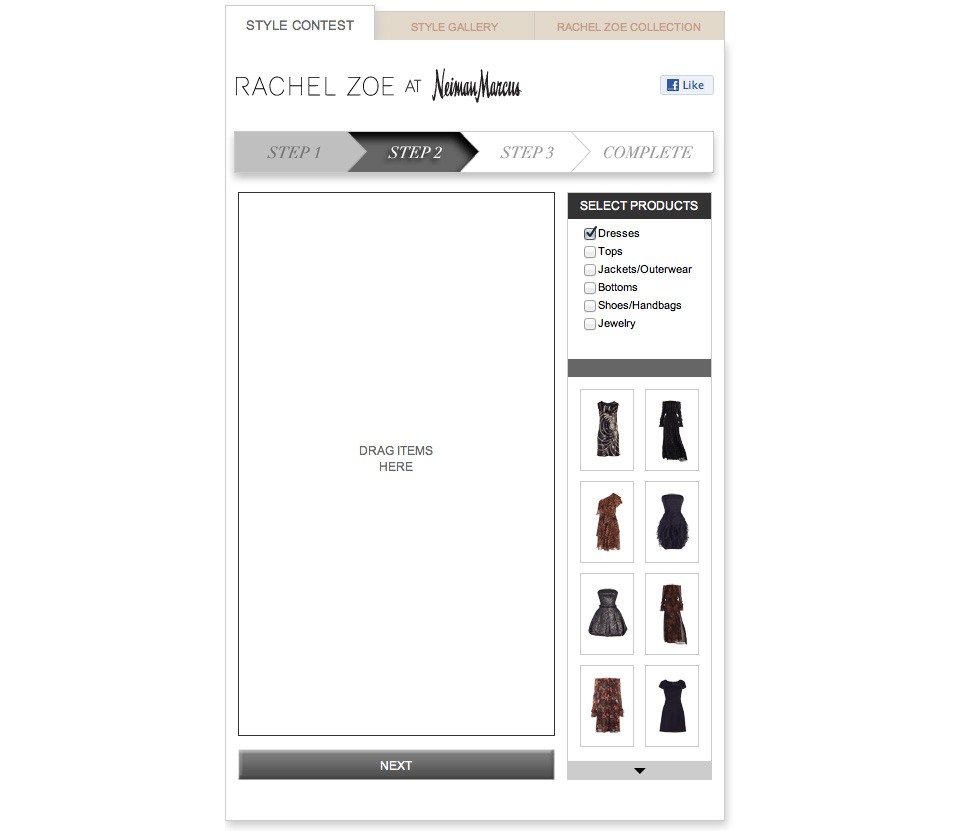 STYLE CONTEST
STYLE GALLERY
RACHEL ZOE COLLECTION
RACHEL ZOE AT Neiman Marcus
Like
STEP 1
STEP 2
STEP 3
COMPLETE
SELECT PRODUCTS
Dresses
Tops
Jackets/Outerwear
Bottoms
Shoes/Handbags
Jewelry
DRAG ITEMS
HERE
NEXT